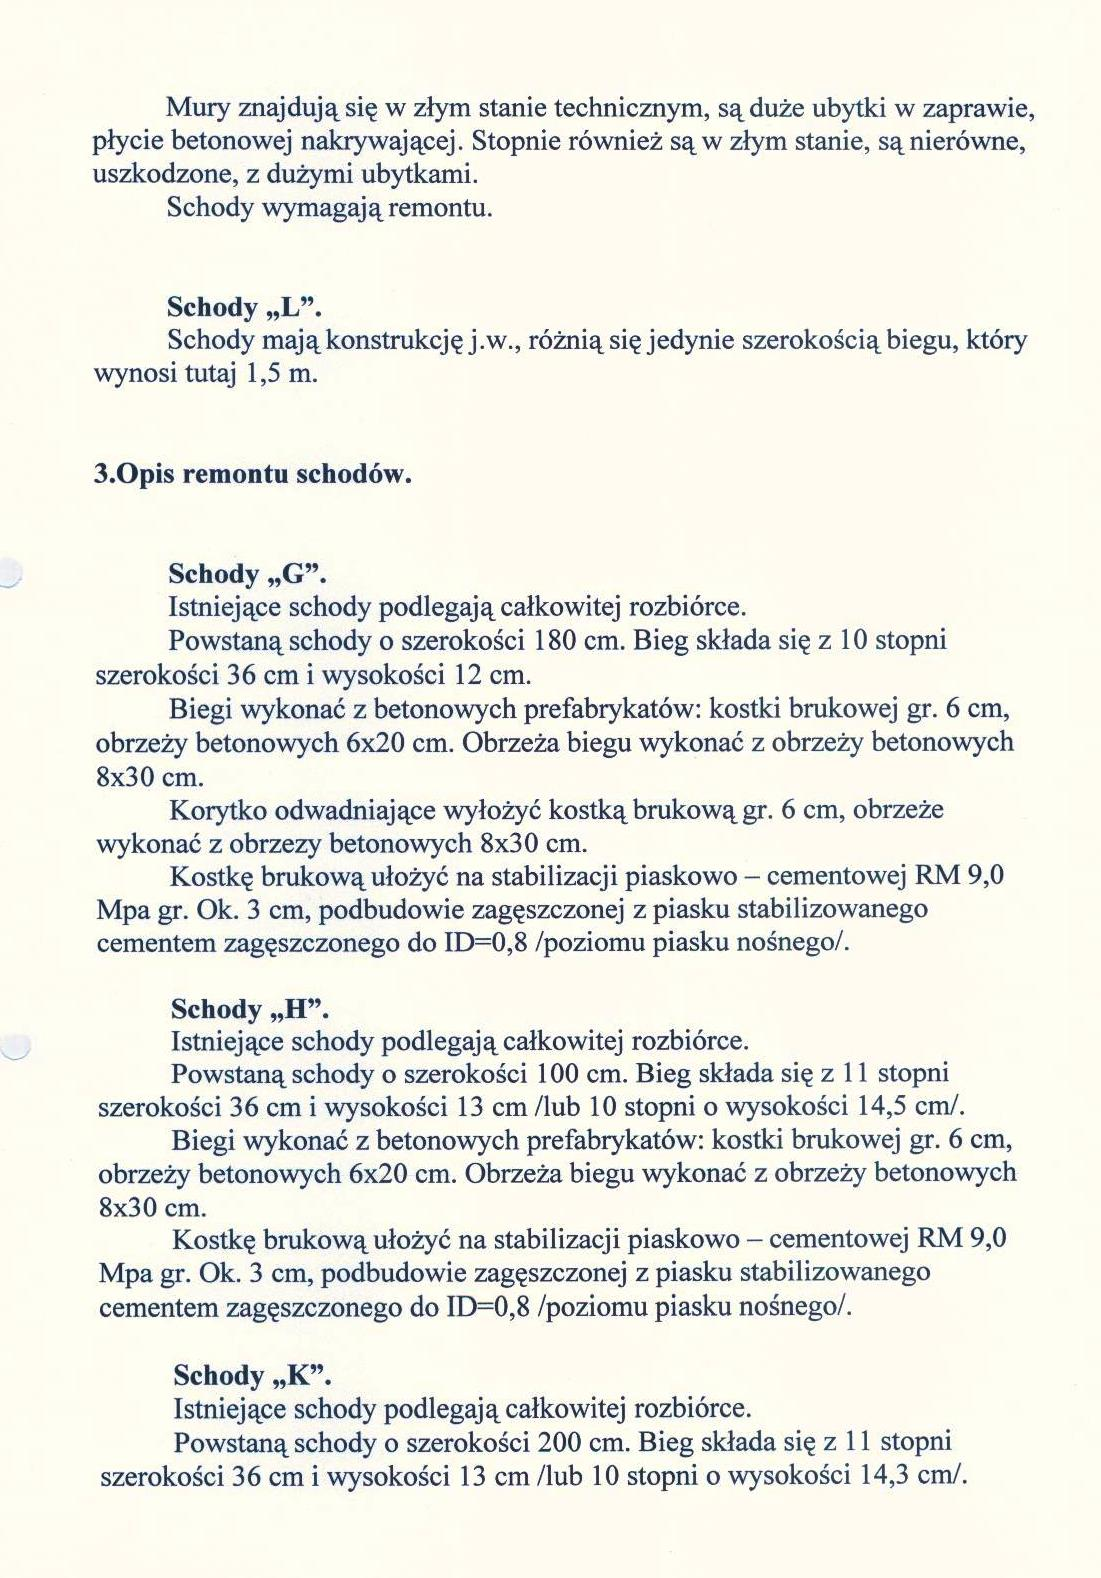 Mury znajdują się w złym stanie technicznym, są duże ubytki w zaprawie,
płycie betonowej nakrywającej. Stopnie również są w złym stanie, są nierówne,
uszkodzone, z dużymi ubytkami.
Schody wymagają remontu.
Schody „L”.
Schody mają konstrukcję j.w., różnią się jedynie szerokością biegu, który
wynosi tutaj 1,5 m.
3.Opis remontu schodów.
Schody „G”.
Istniejące schody podlegają całkowitej rozbiórce.
Powstaną schody o szerokości 180 cm. Bieg składa się z 10 stopni
szerokości 36 cm i wysokości 12 cm.
Biegi wykonać z betonowych prefabrykatów: kostki brukowej gr. 6 cm,
obrzeży betonowych 6x20 cm. Obrzeża biegu wykonać z obrzeży betonowych
8x30 cm.
Korytko odwadniające wyłożyć kostką brukową gr. 6 cm, obrzeże
wykonać z obrzezy betonowych 8x30 cm.
Kostkę brukową ułożyć na stabilizacji piaskowo – cementowej RM 9,0
Mpa gr. Ok. 3 cm, podbudowie zagęszczonej z piasku stabilizowanego
cementem zagęszczonego do ID=0,8 /poziomu piasku nośnego/.
Schody „H”.
Istniejące schody podlegają całkowitej rozbiórce.
Powstaną schody o szerokości 100 cm. Bieg składa się z 11 stopni
szerokości 36 cm i wysokości 13 cm /lub 10 stopni o wysokości 14,5 cm/.
Biegi wykonać z betonowych prefabrykatów: kostki brukowej gr. 6 cm,
obrzeży betonowych 6x20 cm. Obrzeża biegu wykonać z obrzeży betonowych
8x30 cm.
Kostkę brukową ułożyć na stabilizacji piaskowo – cementowej RM 9,0
Mpa gr. Ok. 3 cm, podbudowie zagęszczonej z piasku stabilizowanego
cementem zagęszczonego do ID=0,8 /poziomu piasku nośnego/.
Schody „K”.
Istniejące schody podlegają całkowitej rozbiórce.
Powstaną schody o szerokości 200 cm. Bieg składa się z 11 stopni
szerokości 36 cm i wysokości 13 cm /lub 10 stopni o wysokości 14,3 cm/.